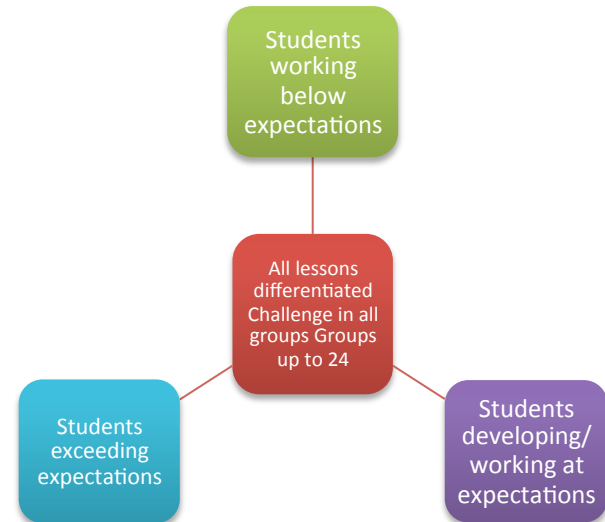 Students
working
below
expectations
All lessons
differentiated
Challenge in all
groups Groups
up to 24
Students
exceeding
expectations
Students
developing/
working at
expectations